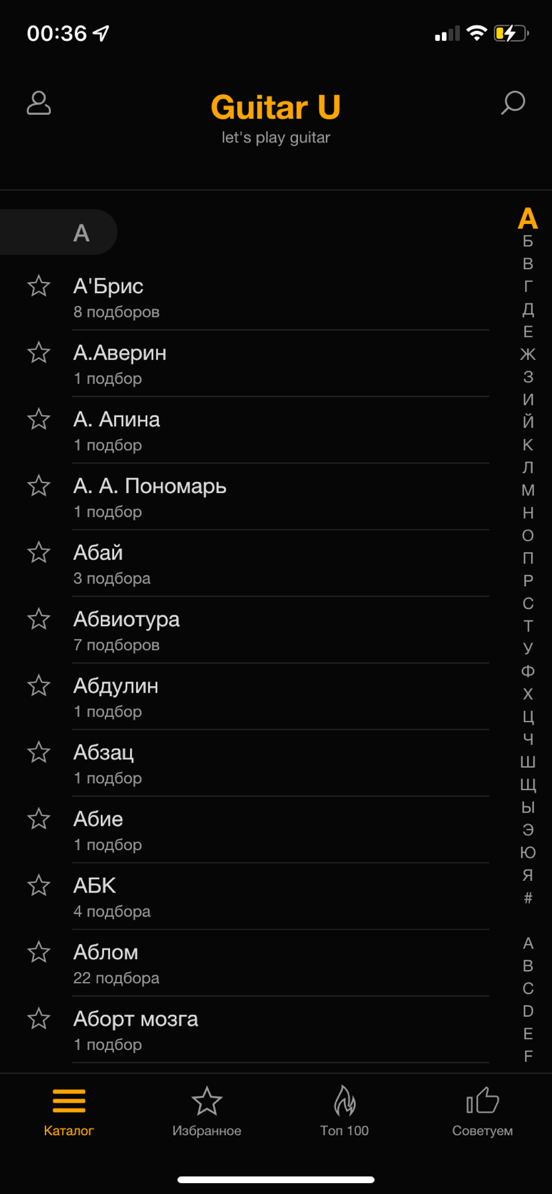 00:36
Guitar U
let's play guitar
А
А'Брис
8 подборов
А.Аверин
1 подбор
А. Апина
1 подбор
А. А. Пономарь
1 подбор
Абай
3 подбора
Абвиотура
7 подборов
Абдулин
1 подбор
Абзац
1 подбор
Абие
1 подбор
АБК
4 подбора
Аблом
22 подбора
Аборт мозга
1 подбор
А
Б
В
Г
Д
Е
Ж
З
И
Й
К
Л
М
Н
О
П
Р
С
Т
У
Ф
Х
Ц
Ч
Ш
Щ
Ы
Э
Ю
Я
#
A
B
C
D
E
F
Каталог
Избранное
Топ 100
Советуем